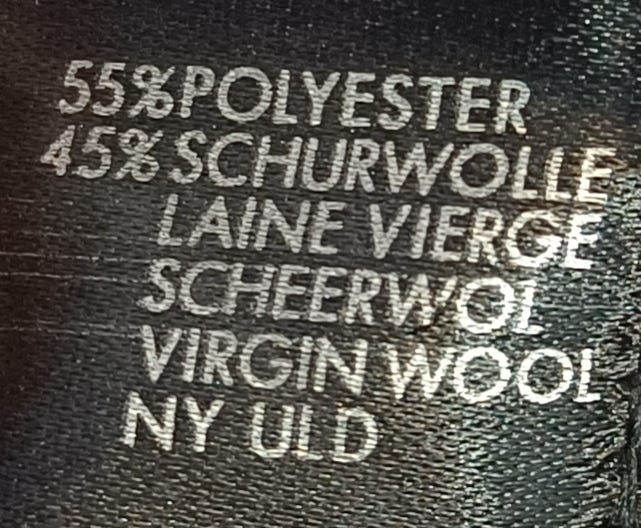 55%POLYESTER
45%SCHURWOLLE
LAINE VIERGE
SCHEERWOL
VIRGIN WOOL
NY ULD